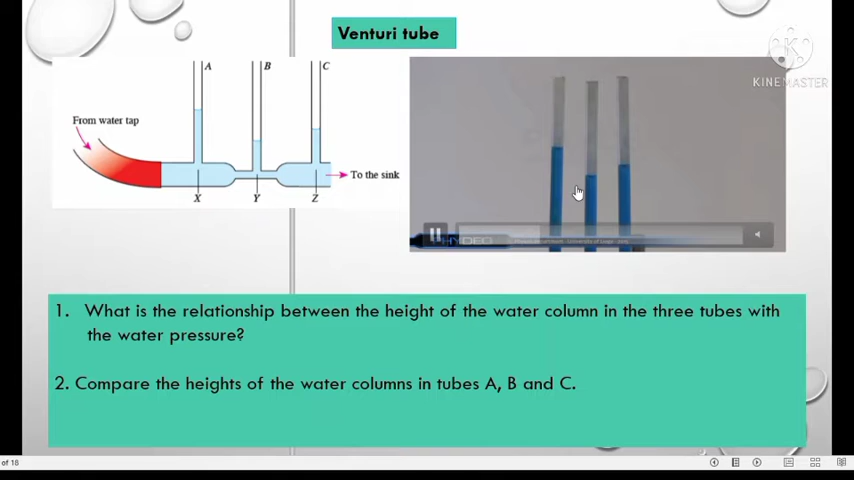 Venturi tube
KINEMASTER
A
B
C
From water tap
To the sink
X
Y
Z
1. What is the relationship between the height of the water column in the three tubes with
the water pressure?
2. Compare the heights of the water columns in tubes A, B and C.
of 18